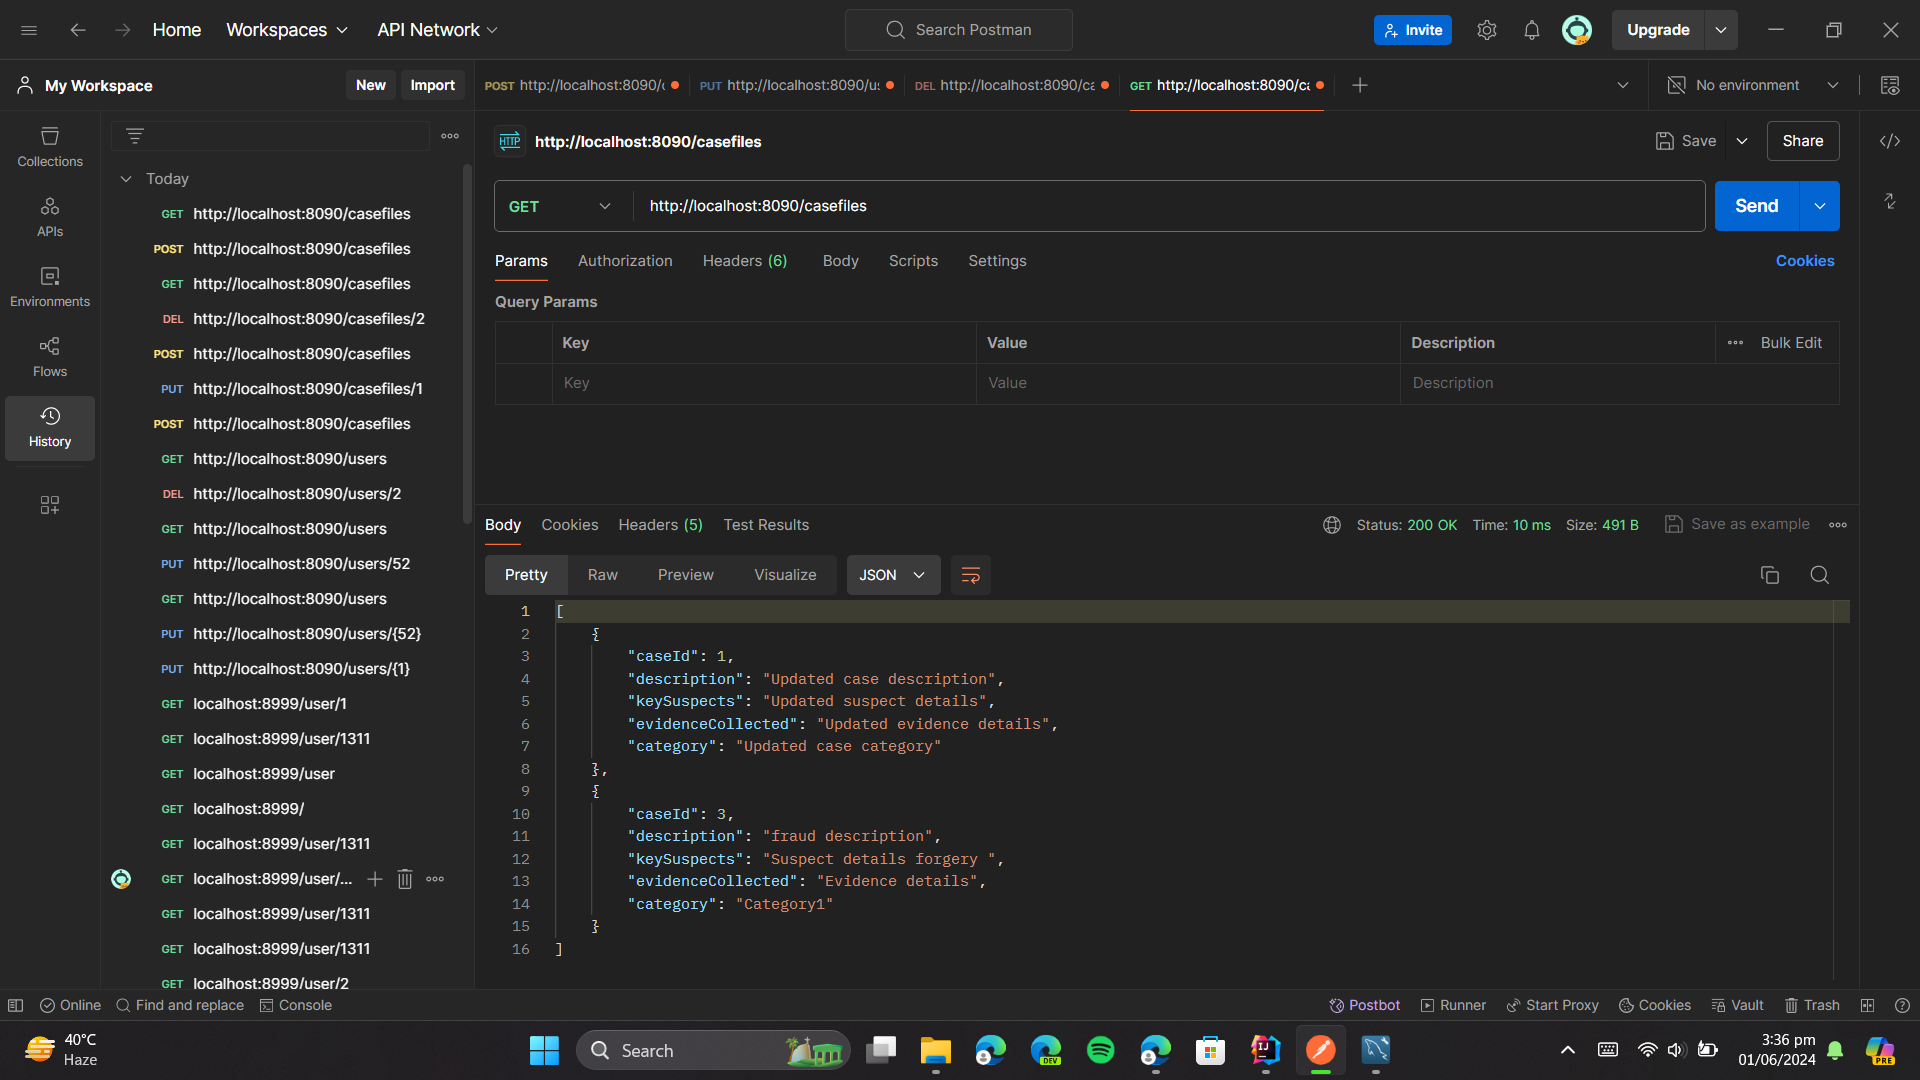 Home Workspaces API Network Search Postman Invite Upgrade
My Workspace New Import POST http://localhost:8090/c PUT http://localhost:8090/us DEL http://localhost:8090/ca GET http://localhost:8090/ca No environment
Collections
APIs
Environments
Flows
History
Today
GET http://localhost:8090/casefiles
POST http://localhost:8090/casefiles
GET http://localhost:8090/casefiles
DEL http://localhost:8090/casefiles/2
POST http://localhost:8090/casefiles
PUT http://localhost:8090/casefiles/1
POST http://localhost:8090/casefiles
GET http://localhost:8090/users
DEL http://localhost:8090/users/2
GET http://localhost:8090/users
PUT http://localhost:8090/users/52
GET http://localhost:8090/users
PUT http://localhost:8090/users/{52}
PUT http://localhost:8090/users/{1}
GET localhost:8999/user/1
GET localhost:8999/user/1311
GET localhost:8999/user
GET localhost:8999/
GET localhost:8999/user/1311
GET localhost:8999/user/...
GET localhost:8999/user/1311
GET localhost:8999/user/1311
GET localhost:8999/user/2
HTTP http://localhost:8090/casefiles Save Share
GET http://localhost:8090/casefiles Send
Params Authorization Headers (6) Body Scripts Settings Cookies
Query Params
Key Value Description Bulk Edit
Key Value Description
Body Cookies Headers (5) Test Results Status: 200 OK Time: 10 ms Size: 491 B Save as example
Pretty Raw Preview Visualize JSON
1 [
2 {
3 "caseId": 1,
4 "description": "Updated case description",
5 "keySuspects": "Updated suspect details",
6 "evidenceCollected": "Updated evidence details",
7 "category": "Updated case category"
8 },
9 {
10 "caseId": 3,
11 "description": "fraud description",
12 "keySuspects": "Suspect details forgery ",
13 "evidenceCollected": "Evidence details",
14 "category": "Category1"
15 }
16 ]
Online Find and replace Console Postbot Runner Start Proxy Cookies Vault Trash
40°C
Haze
Search
DEV
IJ
3:36 pm
01/06/2024
PRE